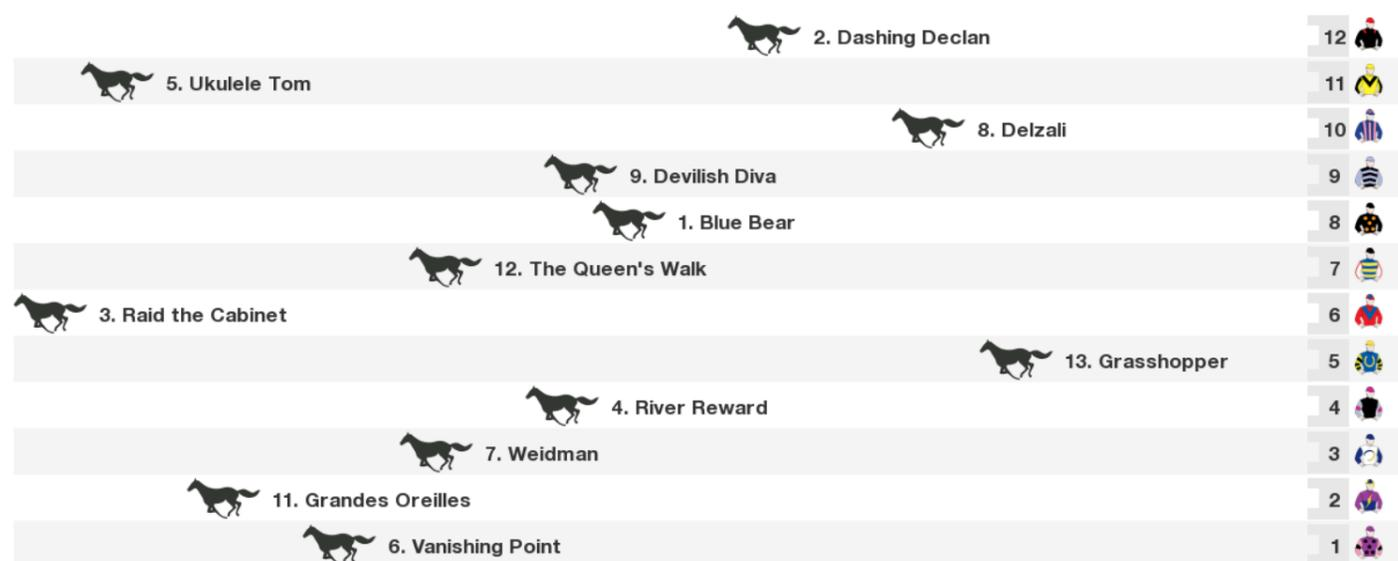 2. Dashing Declan 12
5. Ukulele Tom 11
8. Delzali 10
9. Devilish Diva 9
1. Blue Bear 8
12. The Queen's Walk 7
3. Raid the Cabinet 6
13. Grasshopper 5
4. River Reward 4
7. Weidman 3
11. Grandes Oreilles 2
6. Vanishing Point 1